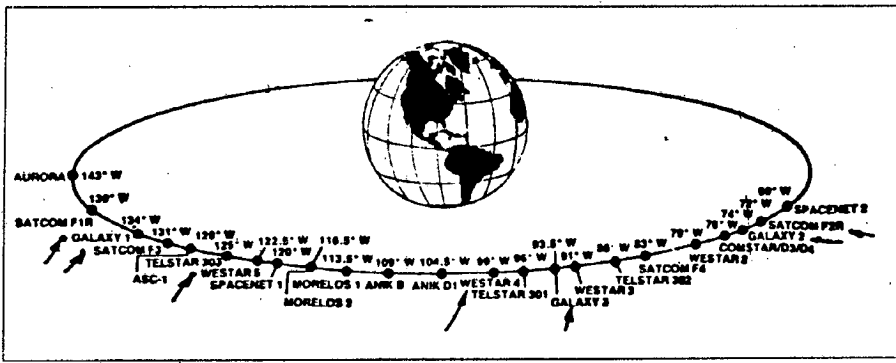 AURORA
143° W
139° W
SATCOM F1R
134° W
GALAXY 1
131° W
SATCOM F3
129° W
ASC-1
125° W
TELSTAR 303
122.5° W
WESTAR 5
120° W
SPACENET 1
116.5° W
MORELOS 2
113.5° W
MORELOS 1
109° W
ANIK B
104.5° W
ANIK D1
99° W
WESTAR 4
96° W
TELSTAR 301
93.5° W
GALAXY 3
91° W
WESTAR 3
86° W
TELSTAR 302
83° W
SATCOM F4
79° W
WESTAR 2
76° W
COMSTAR/D3/D4
74° W
GALAXY 2
72° W
SATCOM F2R
69° W
SPACENET 2